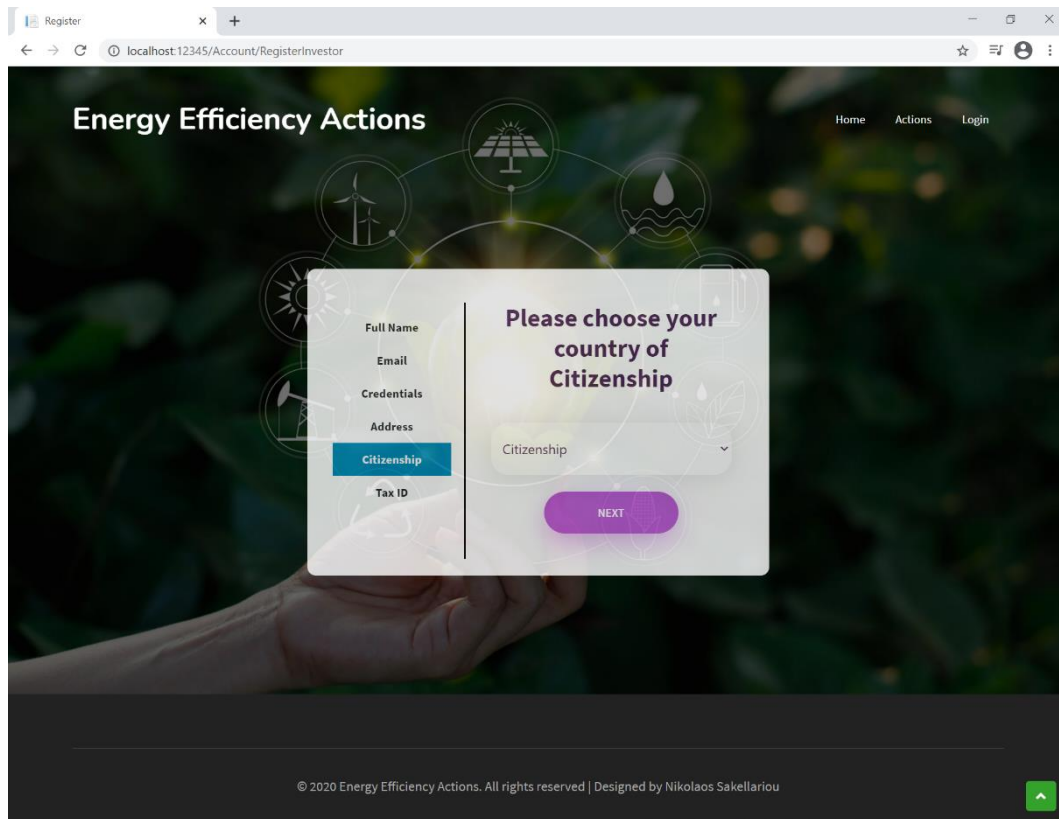 Register
localhost:12345/Account/RegisterInvestor
Energy Efficiency Actions
Home Actions Login
Full Name
Email
Credentials
Address
Citizenship
Tax ID
Please choose your
country of
Citizenship
Citizenship
NEXT
© 2020 Energy Efficiency Actions. All rights reserved | Designed by Nikolaos Sakellariou